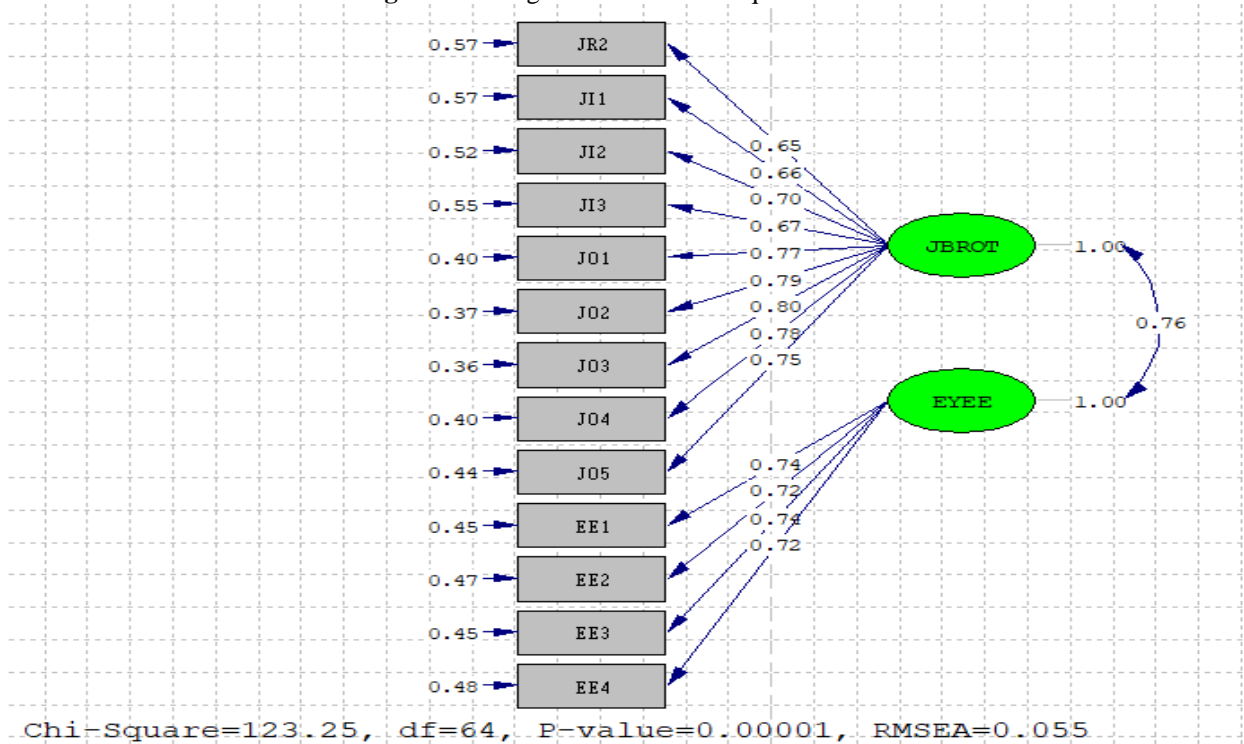 0.57 JR2
0.57 JI1
0.52 JI2
0.55 JI3
0.40 JO1
0.37 JO2
0.36 JO3
0.40 JO4
0.44 JO5
0.45 EE1
0.47 EE2
0.45 EE3
0.48 EE4
0.65
0.66
0.70
0.67
0.77
0.79
0.80
0.78
0.75
0.74
0.72
0.74
0.72
JBROT 1.00
0.76
EYEE 1.00
Chi-Square=123.25, df=64, P-value=0.00001, RMSEA=0.055